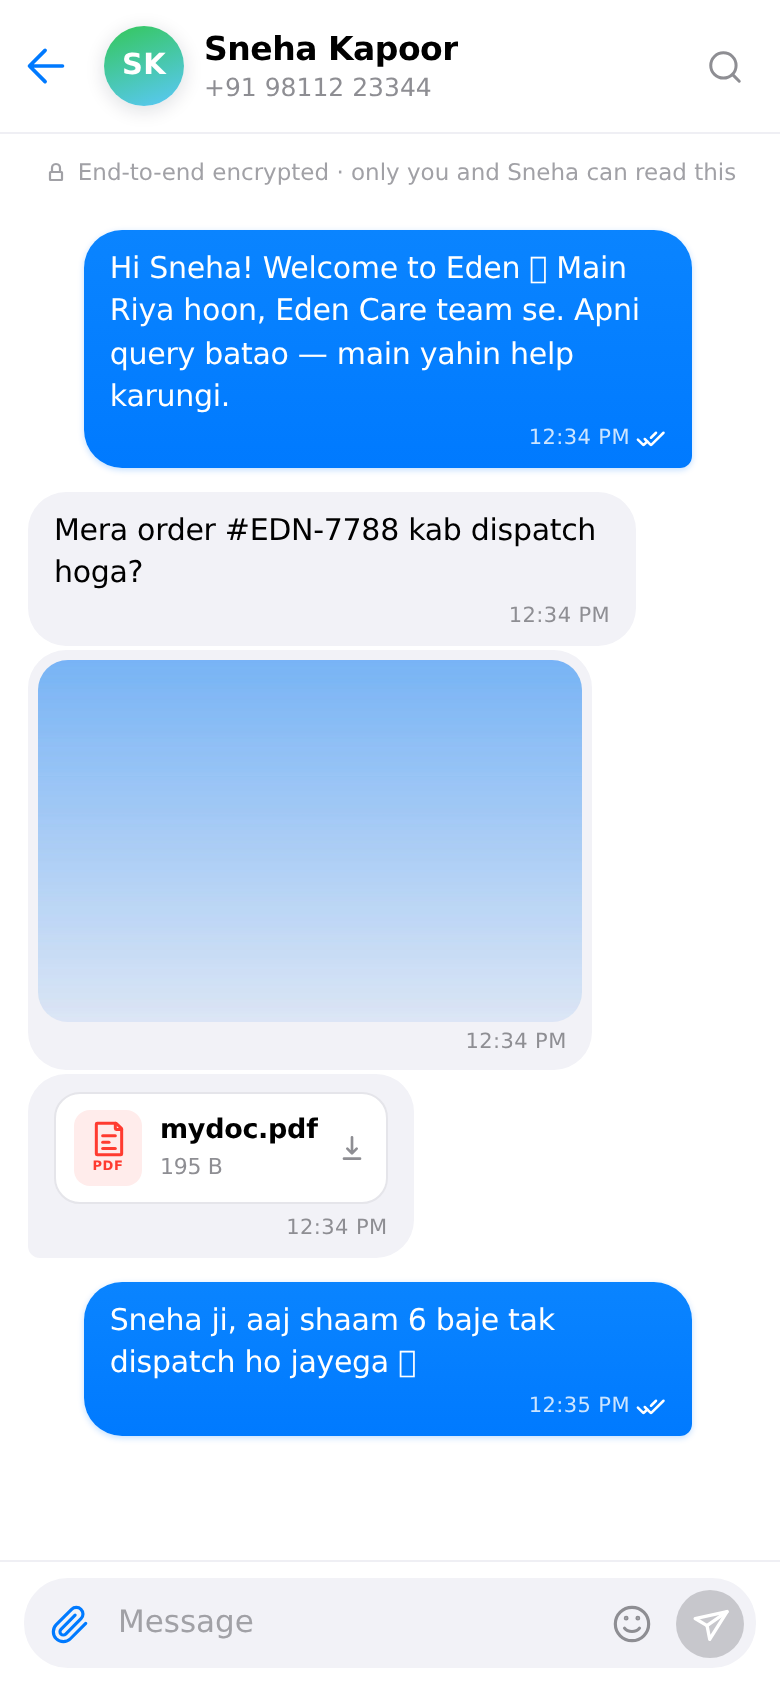 SK
Sneha Kapoor
+91 98112 23344
End-to-end encrypted · only you and Sneha can read this
Hi Sneha! Welcome to Eden Main
Riya hoon, Eden Care team se. Apni
query batao — main yahin help
karungi.
12:34 PM
Mera order #EDN-7788 kab dispatch
hoga?
12:34 PM
12:34 PM
mydoc.pdf
PDF
195 B
12:34 PM
Sneha ji, aaj shaam 6 baje tak
dispatch ho jayega
12:35 PM
Message